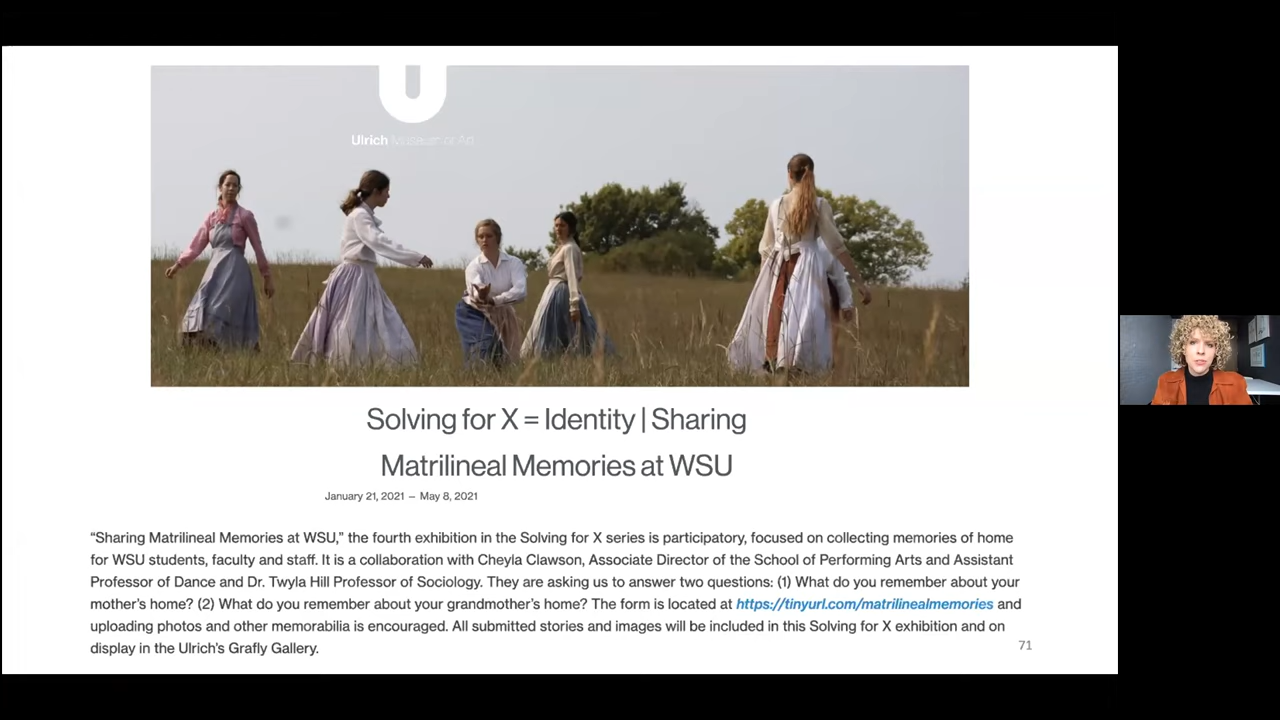 Ulrich Museum of Art
Solving for X = Identity | Sharing
Matrilineal Memories at WSU
January 21, 2021 – May 8, 2021
“Sharing Matrilineal Memories at WSU,” the fourth exhibition in the Solving for X series is participatory, focused on collecting memories of home
for WSU students, faculty and staff. It is a collaboration with Cheyla Clawson, Associate Director of the School of Performing Arts and Assistant
Professor of Dance and Dr. Twyla Hill Professor of Sociology. They are asking us to answer two questions: (1) What do you remember about your
mother’s home? (2) What do you remember about your grandmother’s home? The form is located at https://tinyurl.com/matrilinealmemories and
uploading photos and other memorabilia is encouraged. All submitted stories and images will be included in this Solving for X exhibition and on
display in the Ulrich’s Grafly Gallery.
71